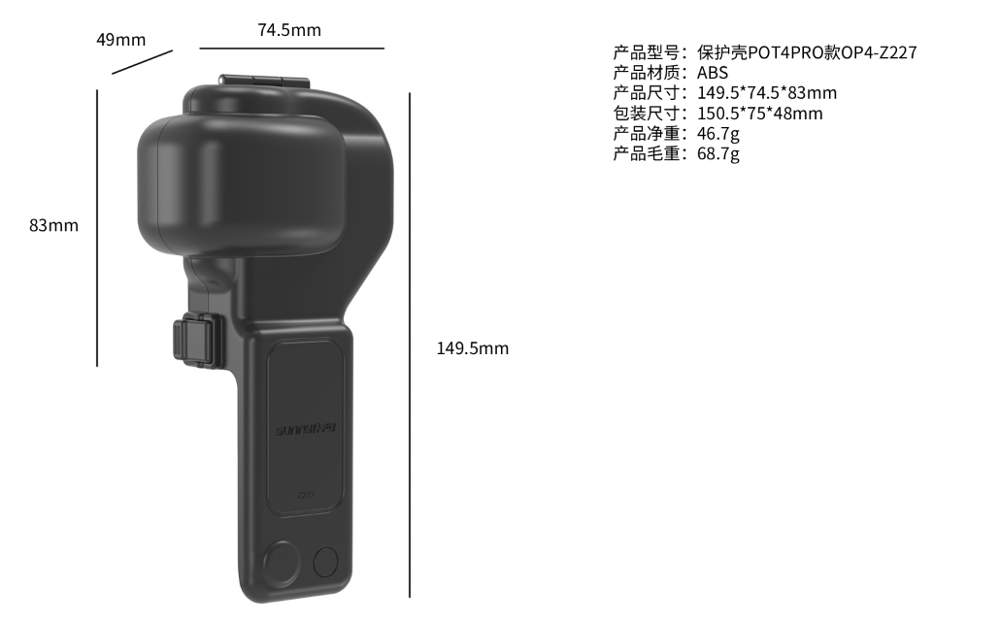 49mm
74.5mm
83mm
149.5mm
sunnylife
Z227
产品型号：保护壳POT4PRO款OP4-Z227
产品材质：ABS
产品尺寸：149.5*74.5*83mm
包装尺寸：150.5*75*48mm
产品净重：46.7g
产品毛重：68.7g